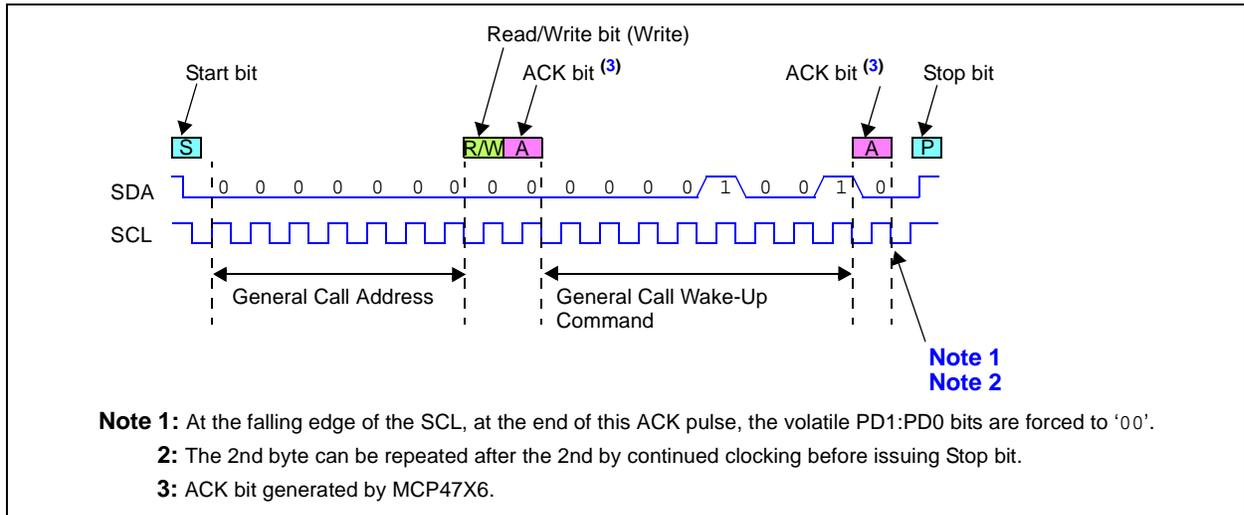 Read/Write bit (Write)
Start bit
ACK bit (3)
ACK bit (3)
Stop bit
S
R/W A
A
P
SDA
0 0 0 0 0 0 0 0 0 0 0 0 0 1 0 0 1 0
SCL
General Call Address
General Call Wake-Up
Command
Note 1
Note 2
Note 1: At the falling edge of the SCL, at the end of this ACK pulse, the volatile PD1:PD0 bits are forced to ‘00’.
2: The 2nd byte can be repeated after the 2nd by continued clocking before issuing Stop bit.
3: ACK bit generated by MCP47X6.